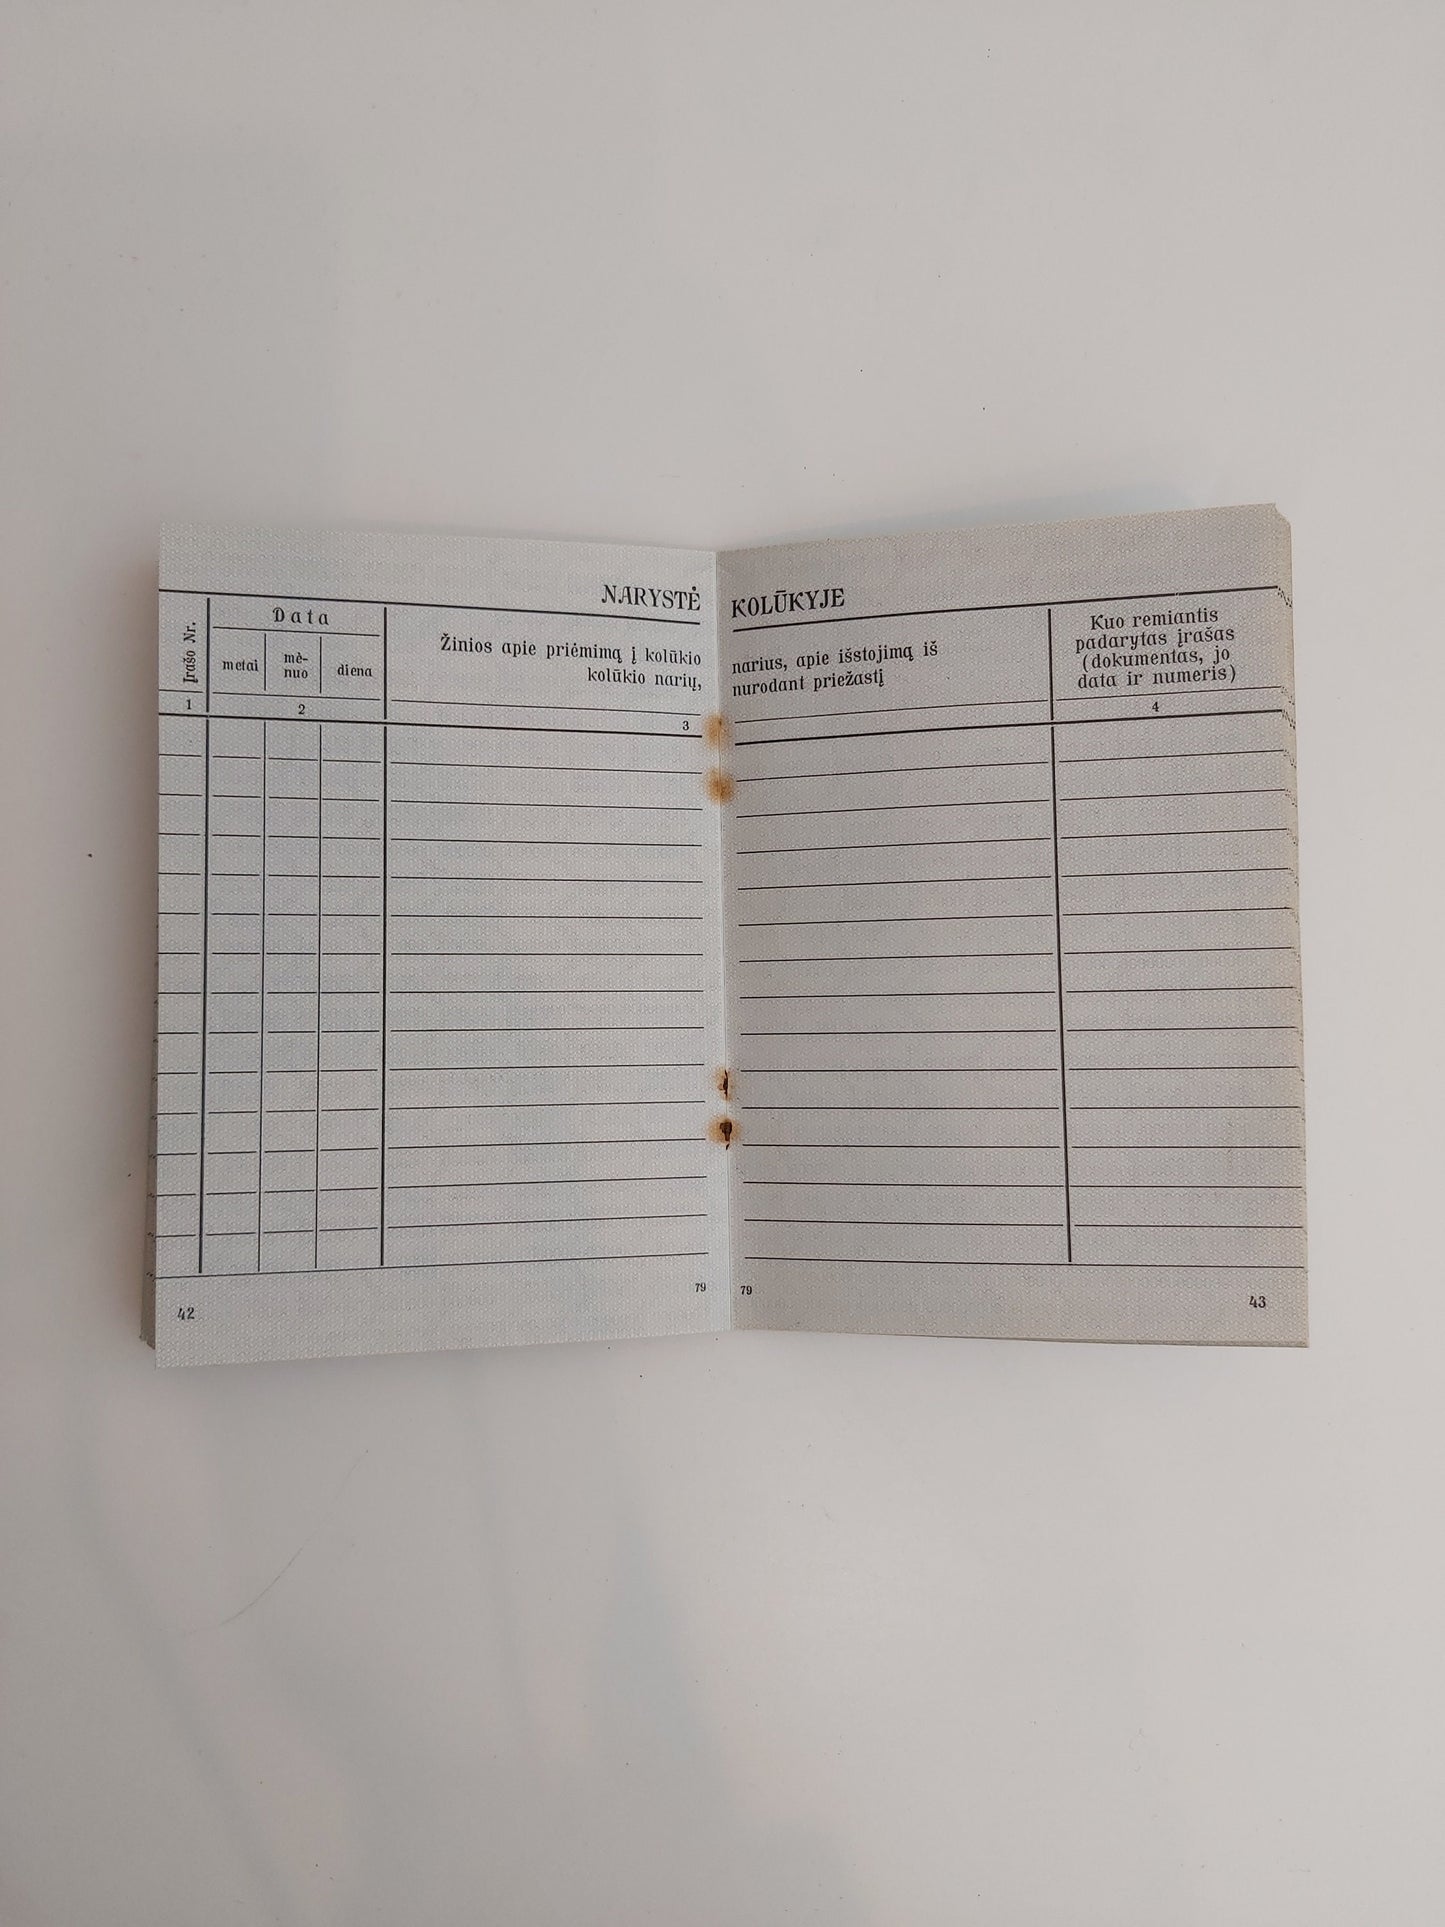 NARYSTĖ KOLŪKYJE
Įrašo Nr.
Data
metai
mė-
nuo
diena
Žinios apie priėmimą į kolūkio narius, apie išstojimą iš
kolūkio narių, nurodant priežastį
Kuo remiantis
padarytas įrašas
(dokumentas, jo
data ir numeris)
1 2 3 4
42 79
79 43